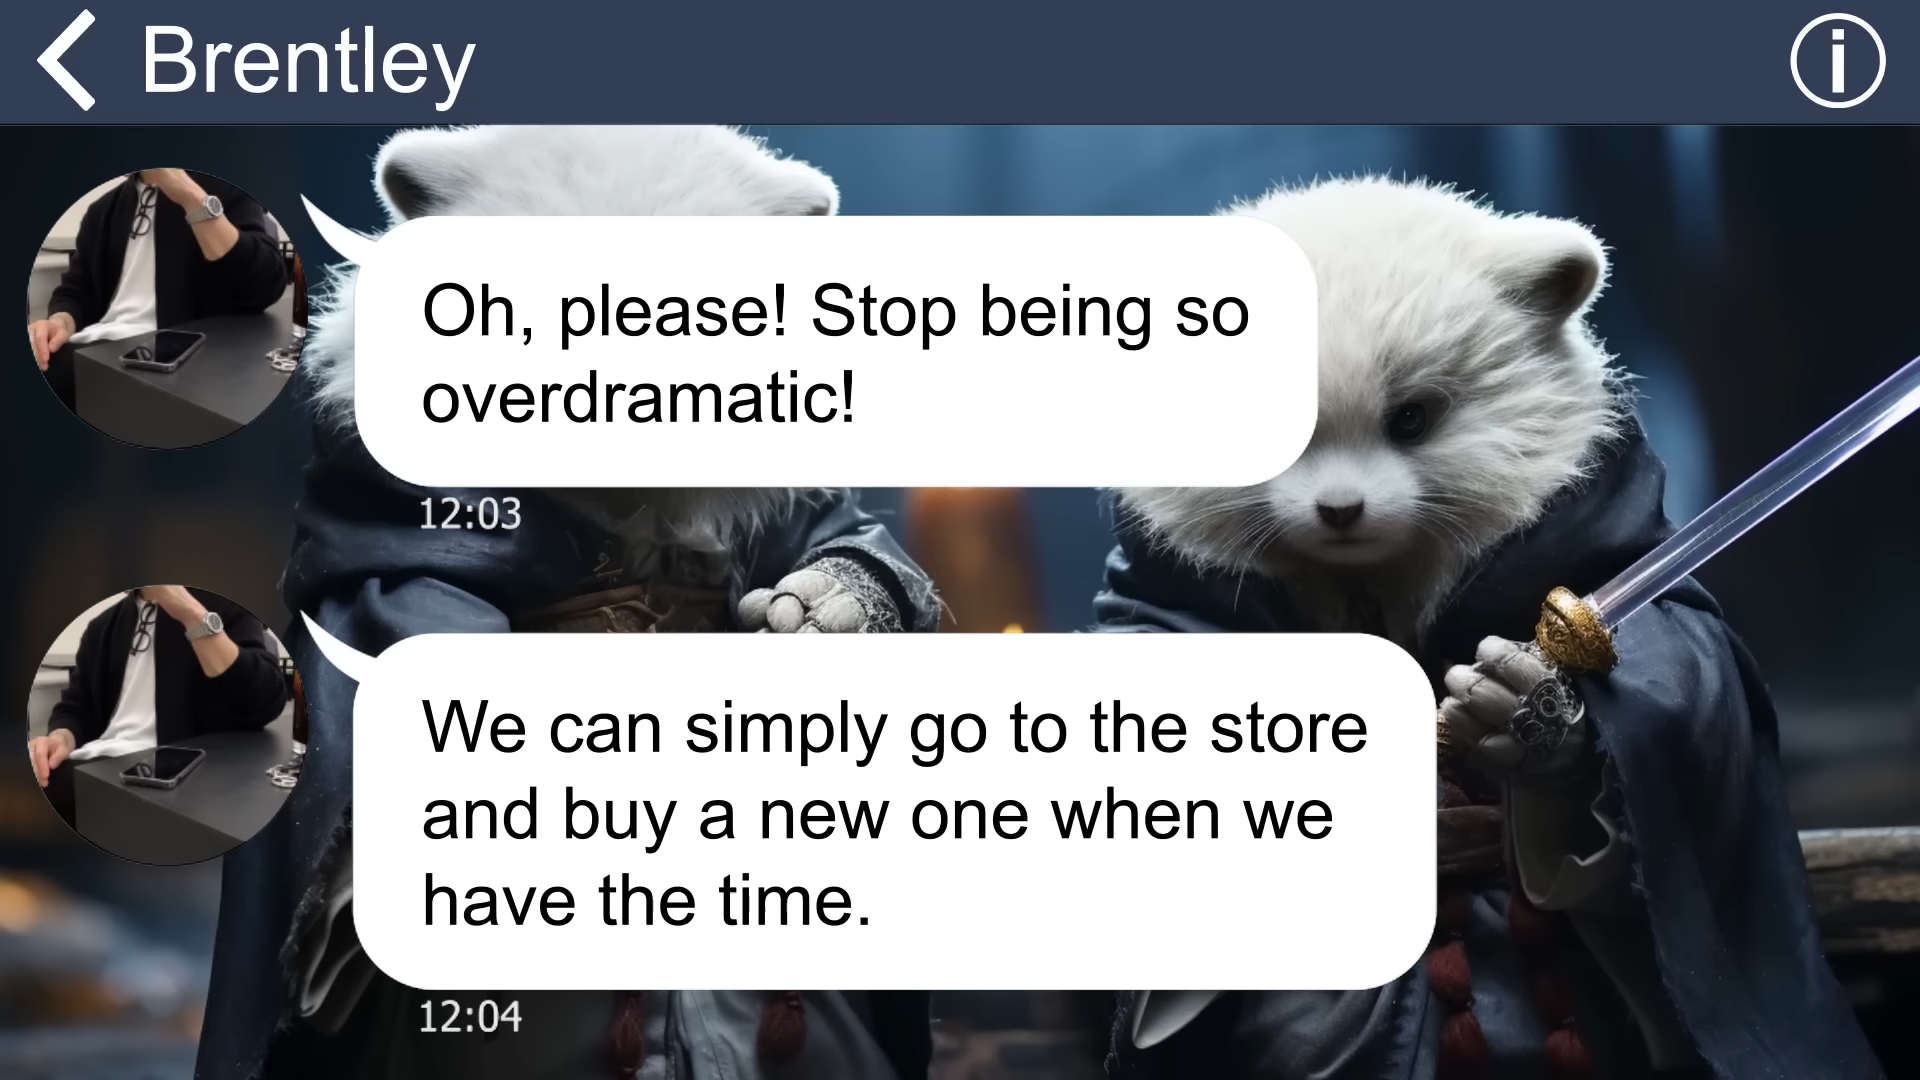 Brentley
Oh, please! Stop being so
overdramatic!
12:03
We can simply go to the store
and buy a new one when we
have the time.
12:04